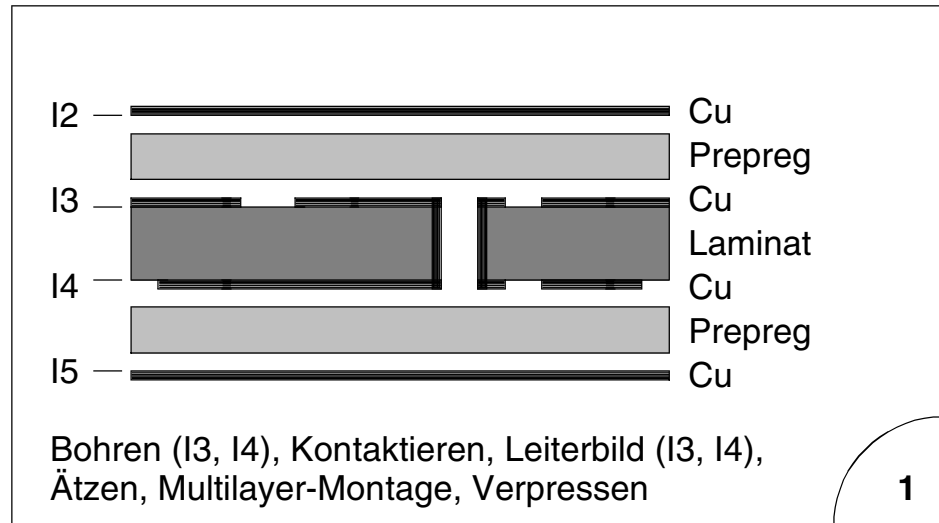 I2 Cu
Prepreg
I3 Cu
Laminat
I4 Cu
Prepreg
I5 Cu
Bohren (I3, I4), Kontaktieren, Leiterbild (I3, I4),
Ätzen, Multilayer-Montage, Verpressen
1